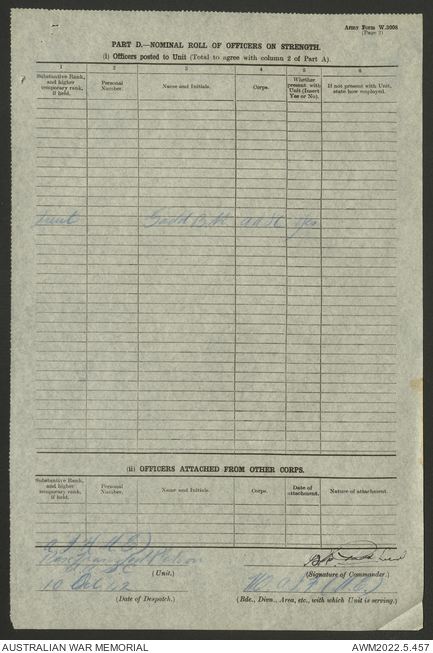 Army Form W.3008
(Page 2)
PART D.—NOMINAL ROLL OF OFFICERS ON STRENGTH.
(i) Officers posted to Unit (Total to agree with column 2 of Part A).
1 2 3 4 5 6
Substantive Rank, and higher temporary rank, if held.
Personal Number.
Name and Initials.
Corps.
Whether present with Unit (Insert Yes or No).
If not present with Unit, state how employed.
Lieut yes
(ii) OFFICERS ATTACHED FROM OTHER CORPS.
Substantive Rank, and higher temporary rank, if held.
Personal Number.
Name and Initials.
Corps.
Date of attachment.
Nature of attachment.
(Unit.)
(Signature of Commander.)
10 Oct 42
(Date of Despatch.)
(Bde., Divn., Area, etc., with which Unit is serving.)
AUSTRALIAN WAR MEMORIAL
AWM2022.5.457